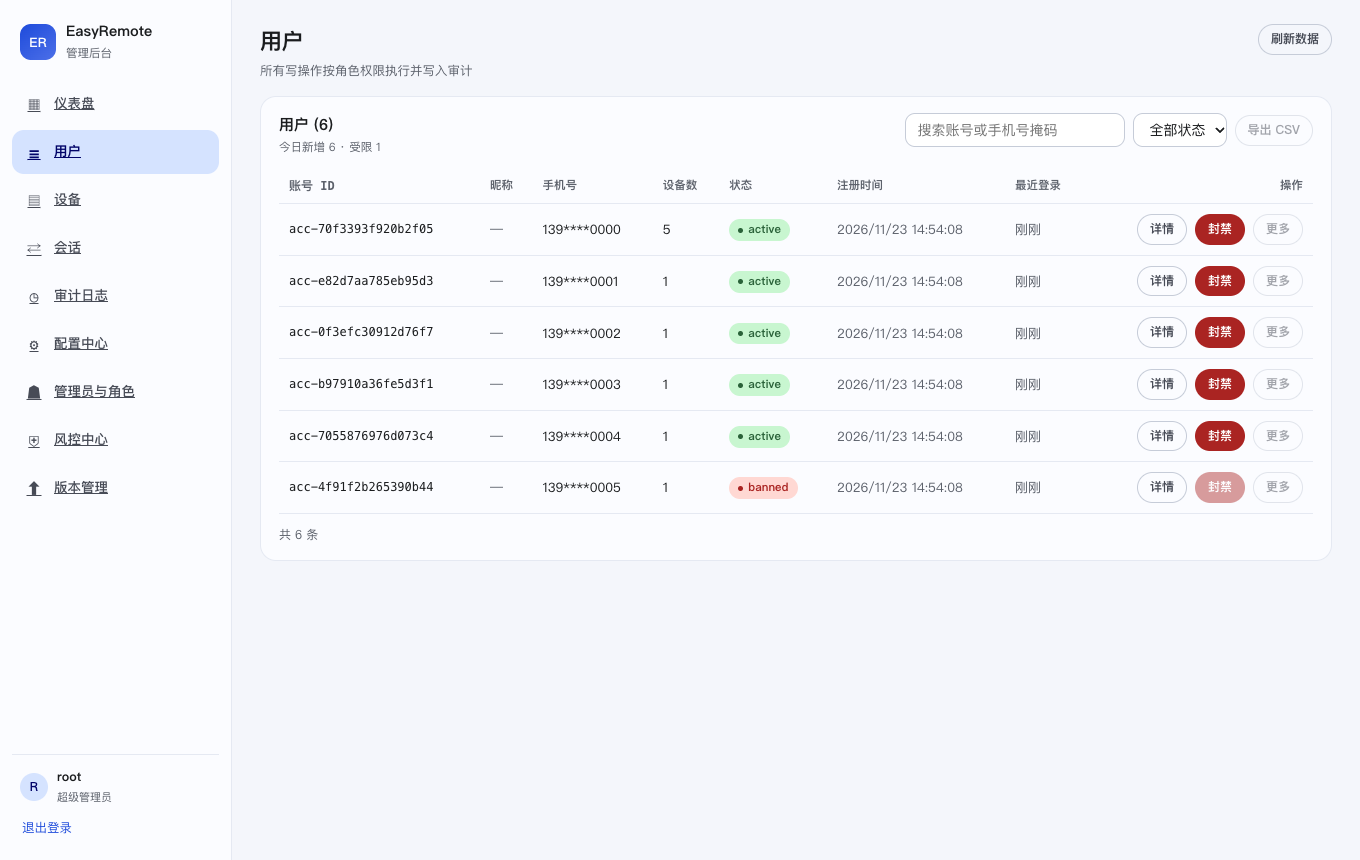 ER
EasyRemote
管理后台
仪表盘
用户
设备
会话
审计日志
配置中心
管理员与角色
风控中心
版本管理
R
root
超级管理员
退出登录
用户
所有写操作按角色权限执行并写入审计
刷新数据
用户 (6)
今日新增 6 · 受限 1
搜索账号或手机号掩码
全部状态
导出 CSV
账号 ID 昵称 手机号 设备数 状态 注册时间 最近登录 操作
acc-70f3393f920b2f05 — 139****0000 5 active 2026/11/23 14:54:08 刚刚 详情 封禁 更多
acc-e82d7aa785eb95d3 — 139****0001 1 active 2026/11/23 14:54:08 刚刚 详情 封禁 更多
acc-0f3efc30912d76f7 — 139****0002 1 active 2026/11/23 14:54:08 刚刚 详情 封禁 更多
acc-b97910a36fe5d3f1 — 139****0003 1 active 2026/11/23 14:54:08 刚刚 详情 封禁 更多
acc-7055876976d073c4 — 139****0004 1 active 2026/11/23 14:54:08 刚刚 详情 封禁 更多
acc-4f91f2b265390b44 — 139****0005 1 banned 2026/11/23 14:54:08 刚刚 详情 封禁 更多
共 6 条